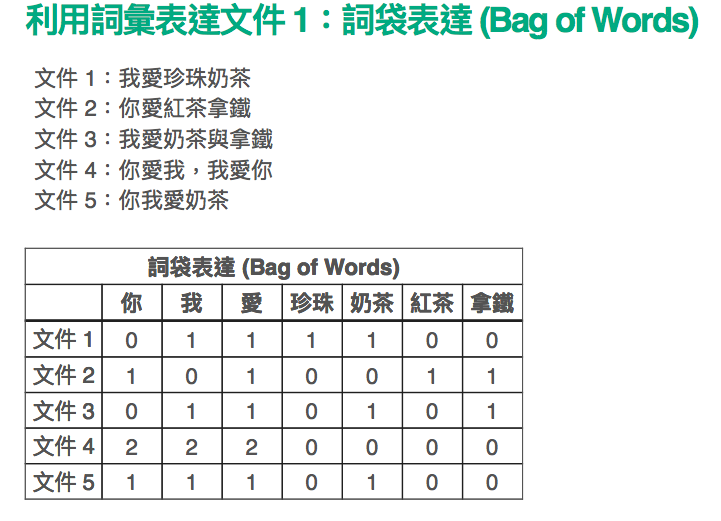 利用詞彙表達文件 1：詞袋表達 (Bag of Words)
文件 1：我愛珍珠奶茶
文件 2：你愛紅茶拿鐵
文件 3：我愛奶茶與拿鐵
文件 4：你愛我，我愛你
文件 5：你我愛奶茶
詞袋表達 (Bag of Words)
你 我 愛 珍珠 奶茶 紅茶 拿鐵
文件 1 0 1 1 1 1 0 0
文件 2 1 0 1 0 0 1 1
文件 3 0 1 1 0 1 0 1
文件 4 2 2 2 0 0 0 0
文件 5 1 1 1 0 1 0 0